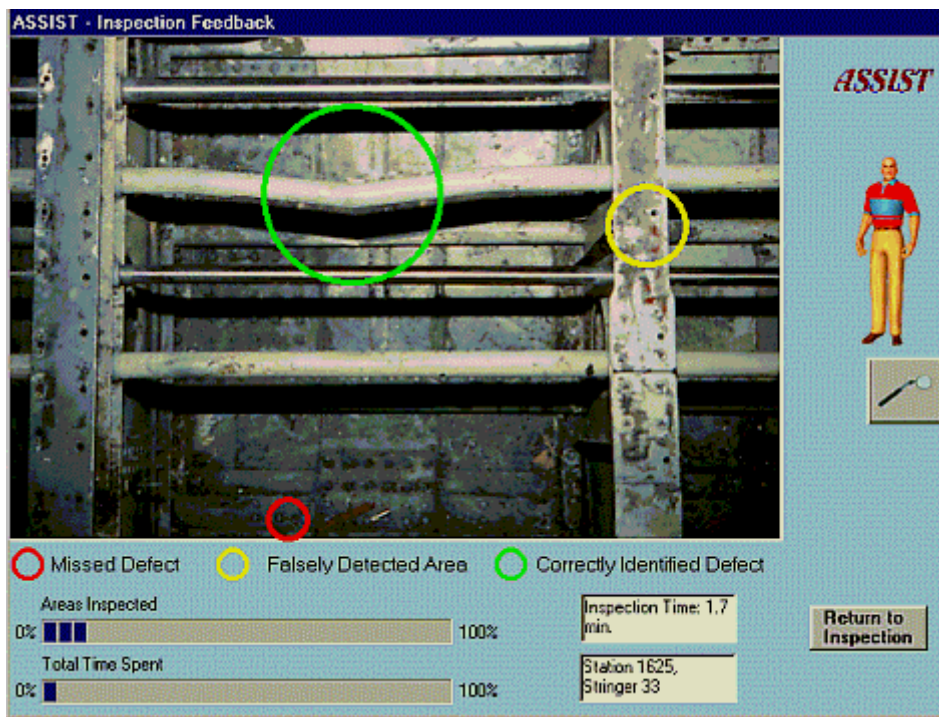 ASSIST - Inspection Feedback
ASSIST
Missed Defect
Falsely Detected Area
Correctly Identified Defect
Areas Inspected
0%
100%
Inspection Time: 1.7
min.
Return to
Inspection
Total Time Spent
0%
100%
Station 1625,
Stringer 33